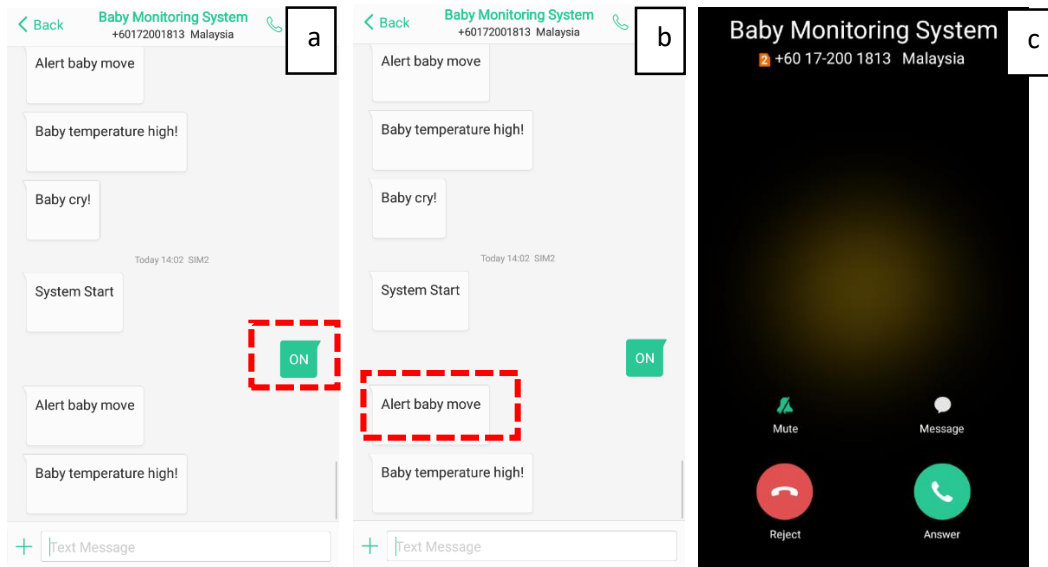 Back
Baby Monitoring System
+60172001813 Malaysia
a
Alert baby move
Baby temperature high!
Baby cry!
Today 14:02 SIM2
System Start
ON
Alert baby move
Baby temperature high!
Text Message
Back
Baby Monitoring System
+60172001813 Malaysia
b
Alert baby move
Baby temperature high!
Baby cry!
Today 14:02 SIM2
System Start
ON
Alert baby move
Baby temperature high!
Text Message
Baby Monitoring System
c
2 +60 17-200 1813 Malaysia
Mute
Message
Reject
Answer